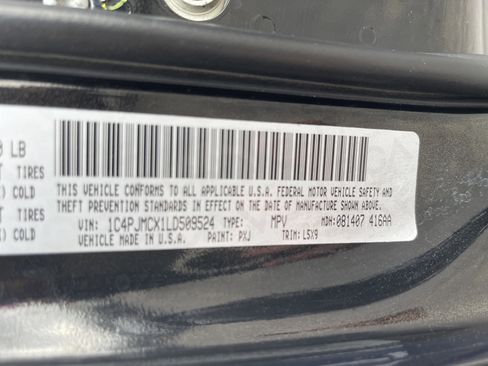 LB
TIRES
COLD
TIRES
COLD
THIS VEHICLE CONFORMS TO ALL APPLICABLE U.S.A. FEDERAL MOTOR VEHICLE SAFETY AND
THEFT PREVENTION STANDARDS IN EFFECT ON THE DATE OF MANUFACTURE SHOWN ABOVE.
VIN: 1C4PJMCX1LD509524 TYPE: MPV MDH:081407 416AA
VEHICLE MADE IN U.S.A. PAINT: PXJ TRIM: LSX9